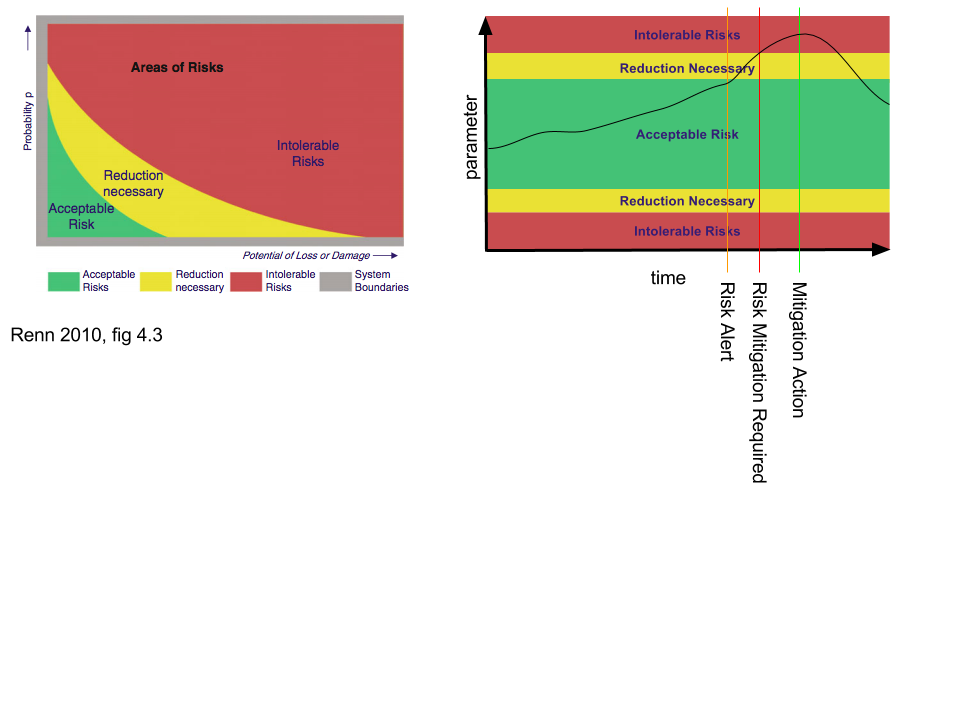 Areas of Risks
Probability p
Intolerable
Risks
Reduction
necessary
Acceptable
Risk
Potential of Loss or Damage
Acceptable
Risks
Reduction
necessary
Intolerable
Risks
System
Boundaries
Renn 2010, fig 4.3
Intolerable Risks
Reduction Necessary
Acceptable Risk
Reduction Necessary
Intolerable Risks
parameter
time
Risk Alert
Risk Mitigation Required
Mitigation Action